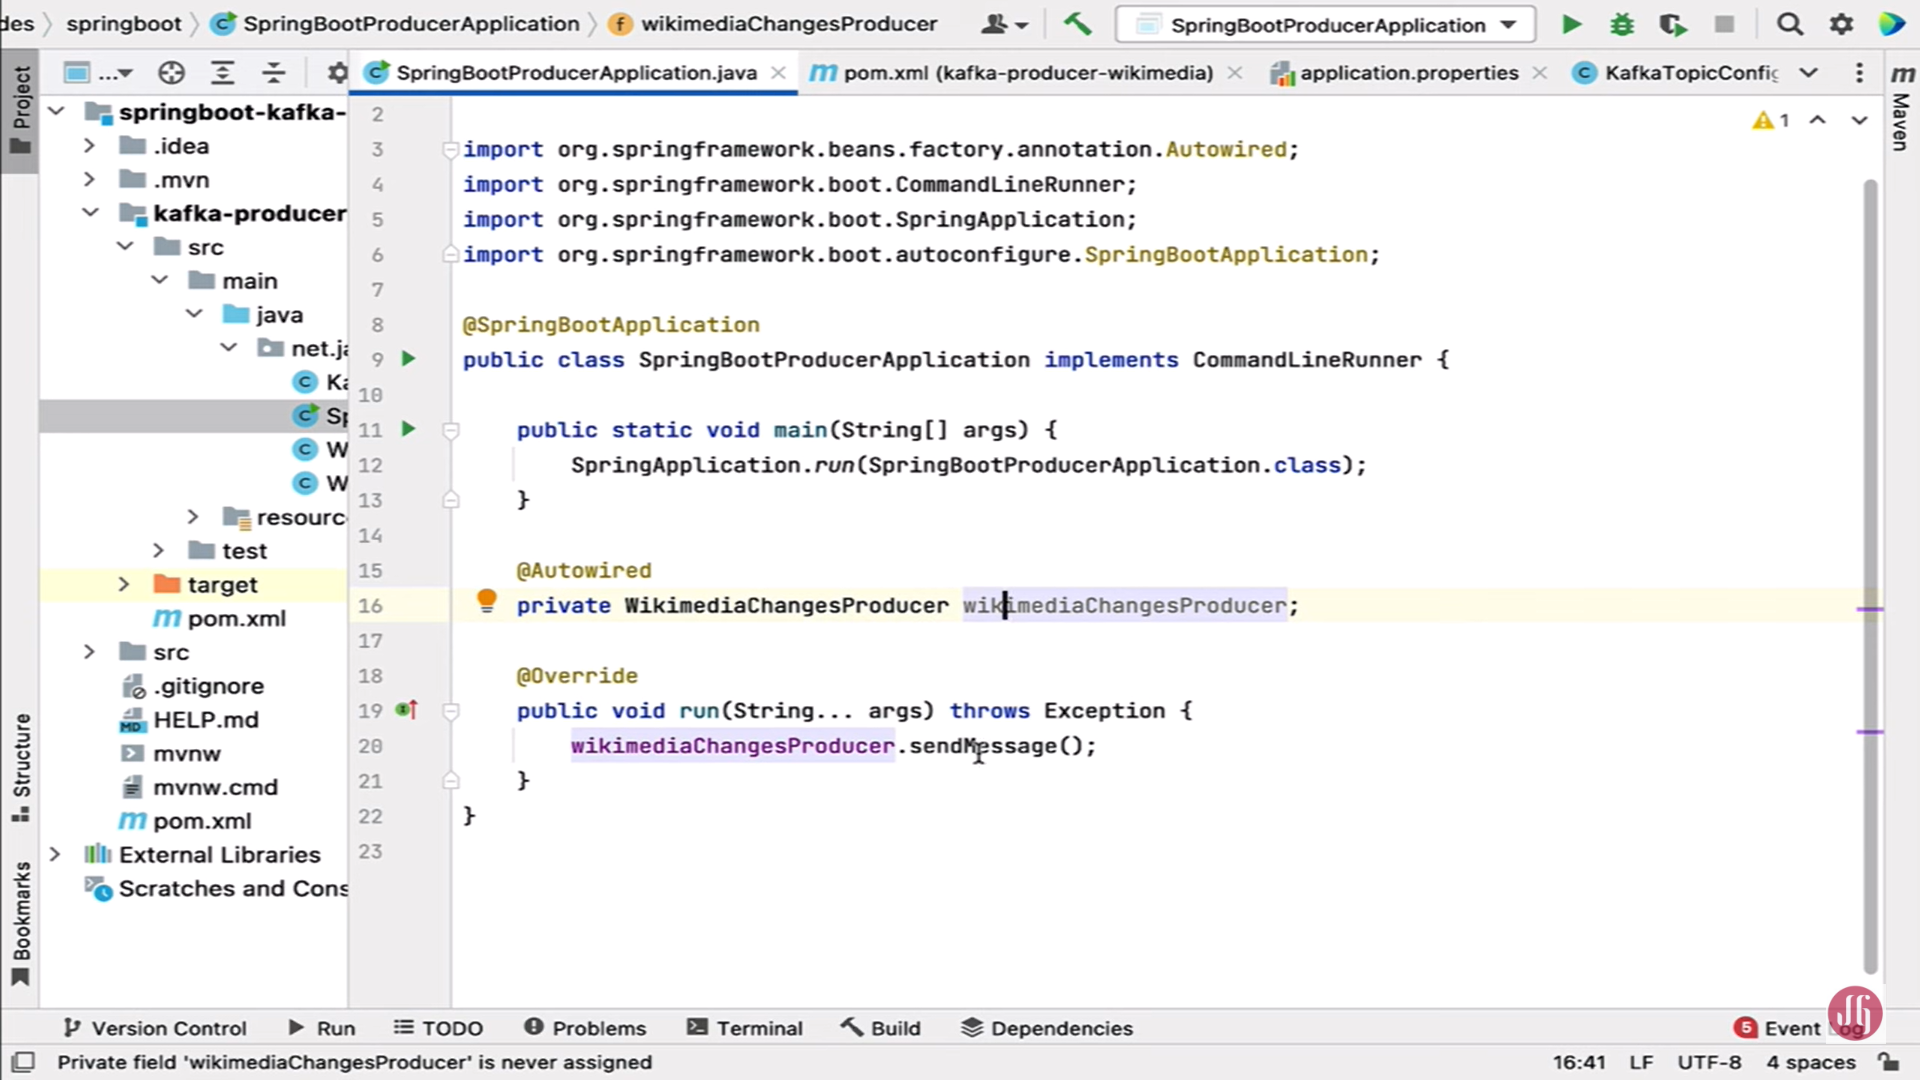 des springboot SpringBootProducerApplication wikimediaChangesProducer SpringBootProducerApplication
Project
... SpringBootProducerApplication.java pom.xml (kafka-producer-wikimedia) application.properties KafkaTopicConfig
Maven
springboot-kafka-
.idea
.mvn
kafka-producer
src
main
java
net.ja
Ka
Sp
W
W
resourc
test
target
pom.xml
src
.gitignore
HELP.md
mvnw
mvnw.cmd
pom.xml
External Libraries
Scratches and Cons
Structure
Bookmarks
1
2
3 import org.springframework.beans.factory.annotation.Autowired;
4 import org.springframework.boot.CommandLineRunner;
5 import org.springframework.boot.SpringApplication;
6 import org.springframework.boot.autoconfigure.SpringBootApplication;
7
8 @SpringBootApplication
9 public class SpringBootProducerApplication implements CommandLineRunner {
10
11 public static void main(String[] args) {
12 SpringApplication.run(SpringBootProducerApplication.class);
13 }
14
15 @Autowired
16 private WikimediaChangesProducer wikimediaChangesProducer;
17
18 @Override
19 public void run(String... args) throws Exception {
20 wikimediaChangesProducer.sendMessage();
21 }
22 }
23
Version Control Run TODO Problems Terminal Build Dependencies 5 Event Log
Private field 'wikimediaChangesProducer' is never assigned 16:41 LF UTF-8 4 spaces